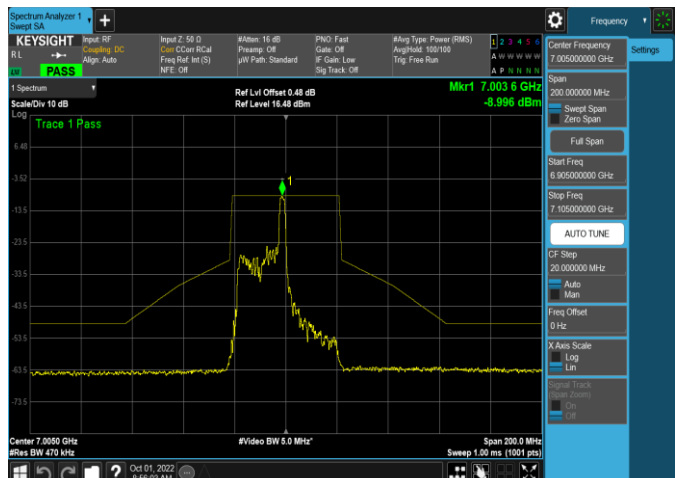 Spectrum Analyzer 1
Swept SA
Frequency
KEYSIGHT
Input: RF
Input Z: 50 Ω
#Atten: 16 dB
PNO: Fast
#Avg Type: Power (RMS)
1 2 3 4 5 6
R L
Coupling: DC
Corr CCorr RCal
Preamp: Off
Gate: Off
Avg|Hold: 100/100
A W W W W W
Align: Auto
Freq Ref: Int (S)
µW Path: Standard
IF Gain: Low
Trig: Free Run
PASS
NFE: Off
Sig Track: Off
A P N N N N
1 Spectrum
Ref Lvl Offset 0.48 dB
Mkr1 7.003 6 GHz
Scale/Div 10 dB
Ref Level 16.48 dBm
-8.996 dBm
Log
Trace 1 Pass
1
6.48
-3.52
-13.5
-23.5
-33.5
-43.5
-53.5
-63.5
-73.5
Center 7.0050 GHz
#Video BW 5.0 MHz*
Span 200.0 MHz
#Res BW 470 kHz
Sweep 1.00 ms (1001 pts)
Oct 01, 2022
Center Frequency
7.005000000 GHz
Settings
Span
200.000000 MHz
Swept Span
Zero Span
Full Span
Start Freq
6.905000000 GHz
Stop Freq
7.105000000 GHz
AUTO TUNE
CF Step
20.000000 MHz
Auto
Man
Freq Offset
0 Hz
X Axis Scale
Log
Lin
Signal Track
(Span Zoom)
On
Off